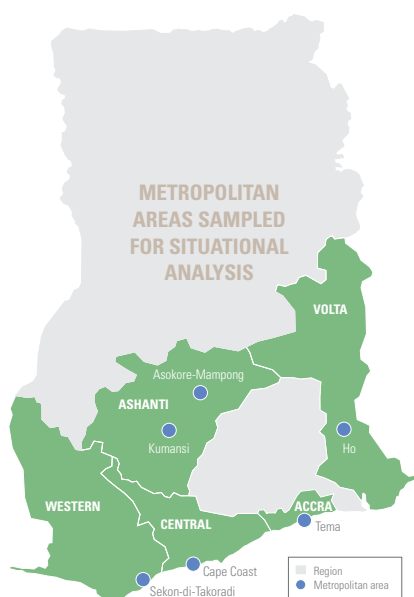 METROPOLITAN
AREAS SAMPLED
FOR SITUATIONAL
ANALYSIS
VOLTA
Asokore-Mampong
ASHANTI
Kumansi
Ho
WESTERN
CENTRAL
ACCRA
Tema
Cape Coast
Sekon-di-Takoradi
Region
Metropolitan area